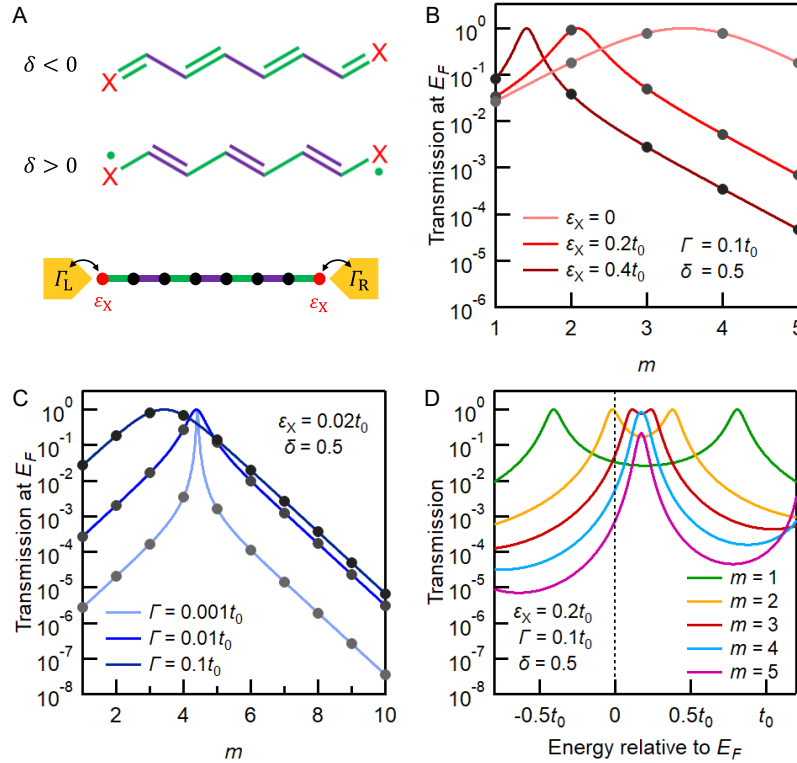 A
δ < 0
X
X
δ > 0
X
X
Γ_L
Γ_R
ε_X
ε_X
B
Transmission at E_F
10^0
10^-1
10^-2
10^-3
10^-4
10^-5
10^-6
ε_X = 0
ε_X = 0.2t_0
ε_X = 0.4t_0
Γ = 0.1t_0
δ = 0.5
1 2 3 4 5
m
C
Transmission at E_F
10^0
10^-1
10^-2
10^-3
10^-4
10^-5
10^-6
10^-7
10^-8
ε_X = 0.02t_0
δ = 0.5
Γ = 0.001t_0
Γ = 0.01t_0
Γ = 0.1t_0
2 4 6 8 10
m
D
Transmission
10^0
10^-1
10^-2
10^-3
10^-4
10^-5
10^-6
10^-7
10^-8
ε_X = 0.2t_0
Γ = 0.1t_0
δ = 0.5
m = 1
m = 2
m = 3
m = 4
m = 5
-0.5t_0 0 0.5t_0 t_0
Energy relative to E_F